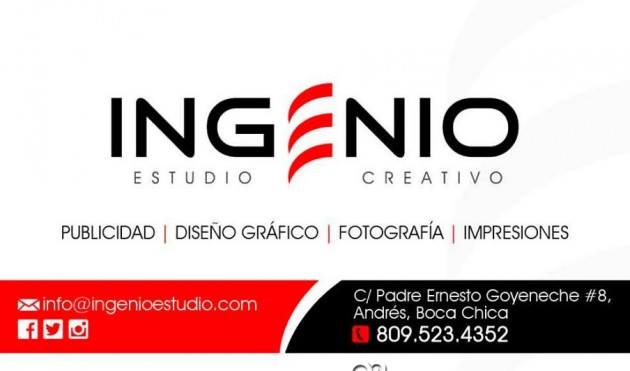 INGENIO
ESTUDIO CREATIVO
PUBLICIDAD | DISEÑO GRÁFICO | FOTOGRAFÍA | IMPRESIONES
info@ingenioestudio.com
C/ Padre Ernesto Goyeneche #8,
Andrés, Boca Chica
809.523.4352